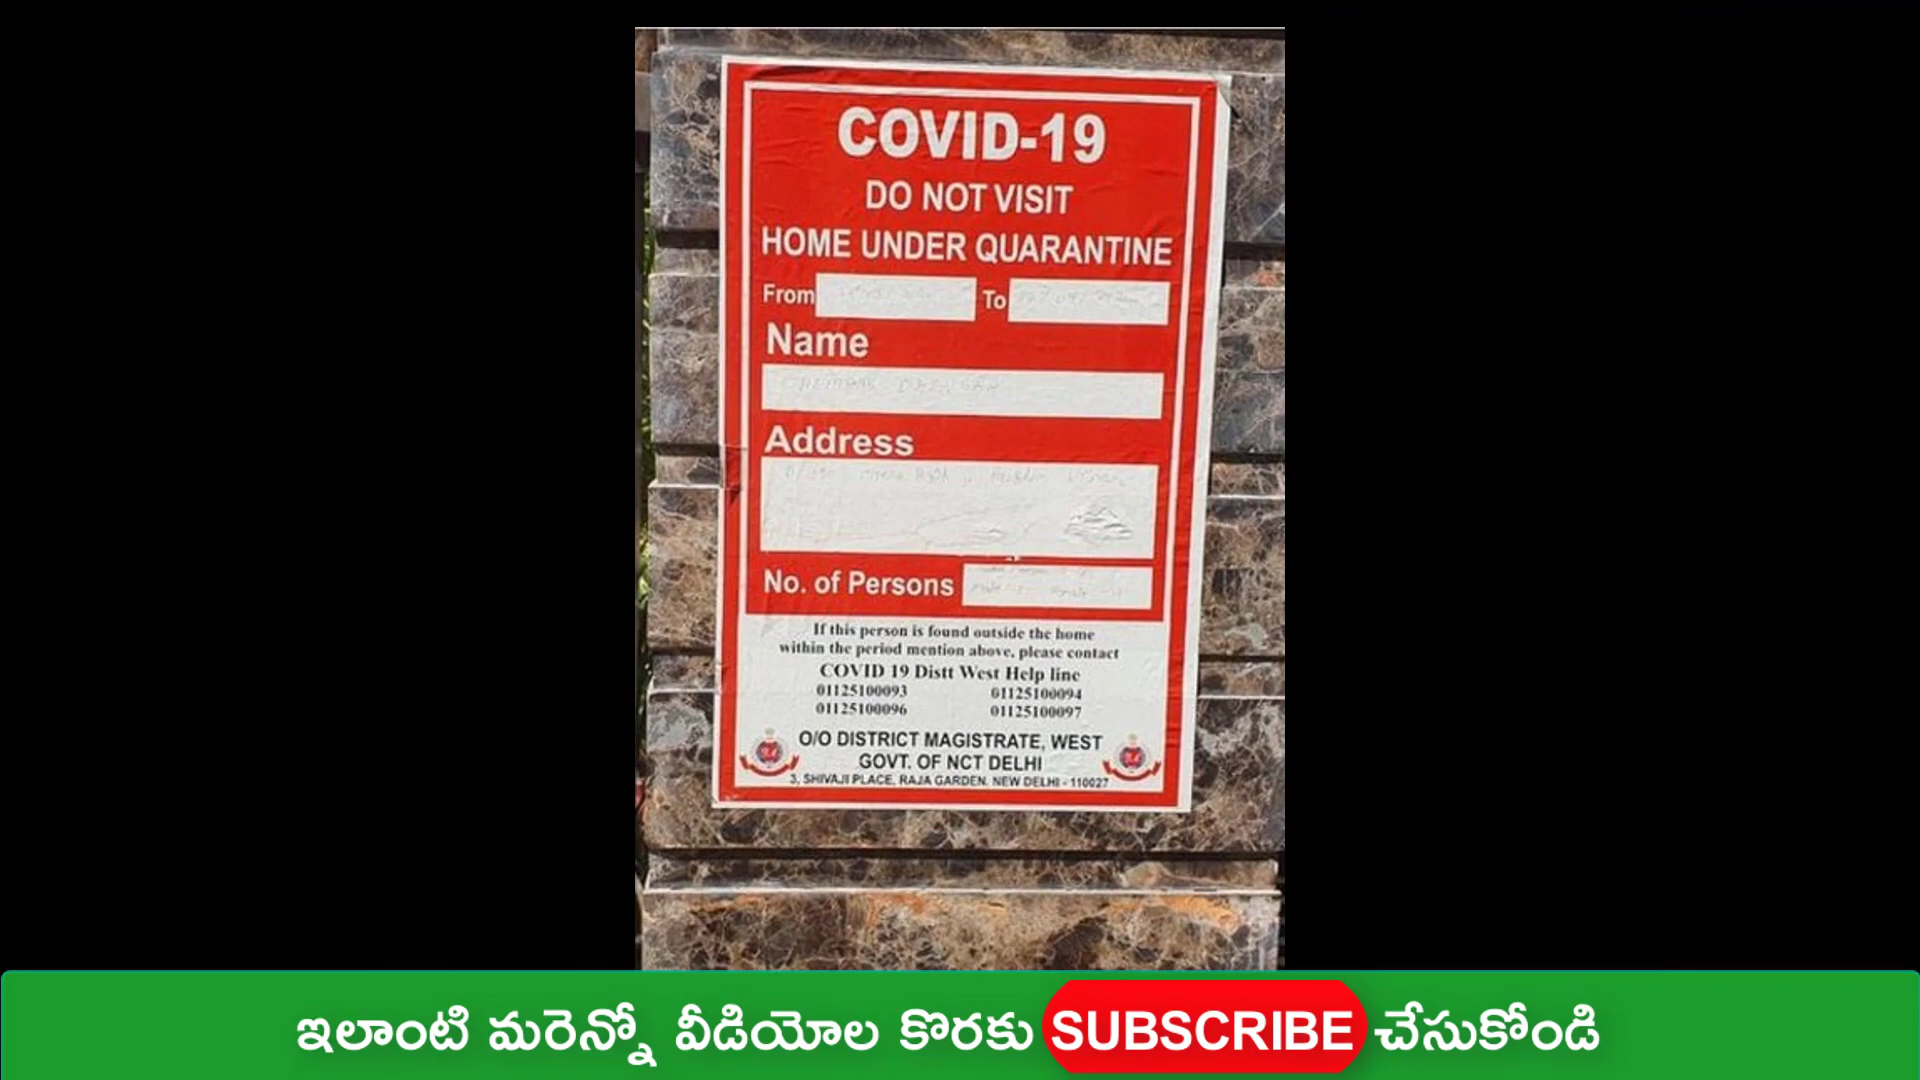 COVID-19
DO NOT VISIT
HOME UNDER QUARANTINE
From To
Name
Address
No. of Persons
If this person is found outside the home
within the period mention above, please contact
COVID 19 Distt West Help line
01125100093 01125100094
01125100096 01125100097
O/O DISTRICT MAGISTRATE, WEST
GOVT. OF NCT DELHI
3, SHIVAJI PLACE, RAJA GARDEN, NEW DELHI - 110027
ఇలాంటి మరెన్నో వీడియోల కొరకు SUBSCRIBE చేసుకోండి